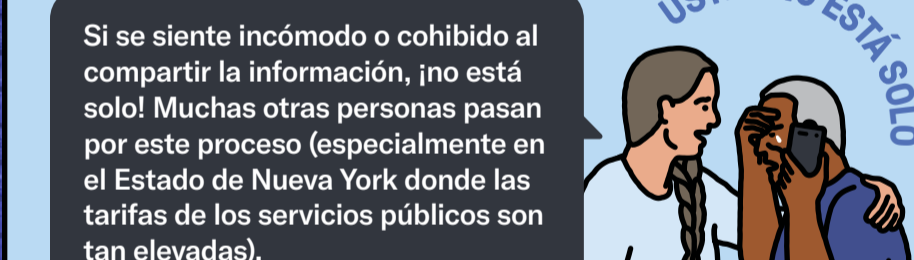 Si se siente incómodo o cohibido al
compartir la información, ¡no está
solo! Muchas otras personas pasan
por este proceso (especialmente en
el Estado de Nueva York donde las
tarifas de los servicios públicos son
tan elevadas).
ESTÁ SOLO